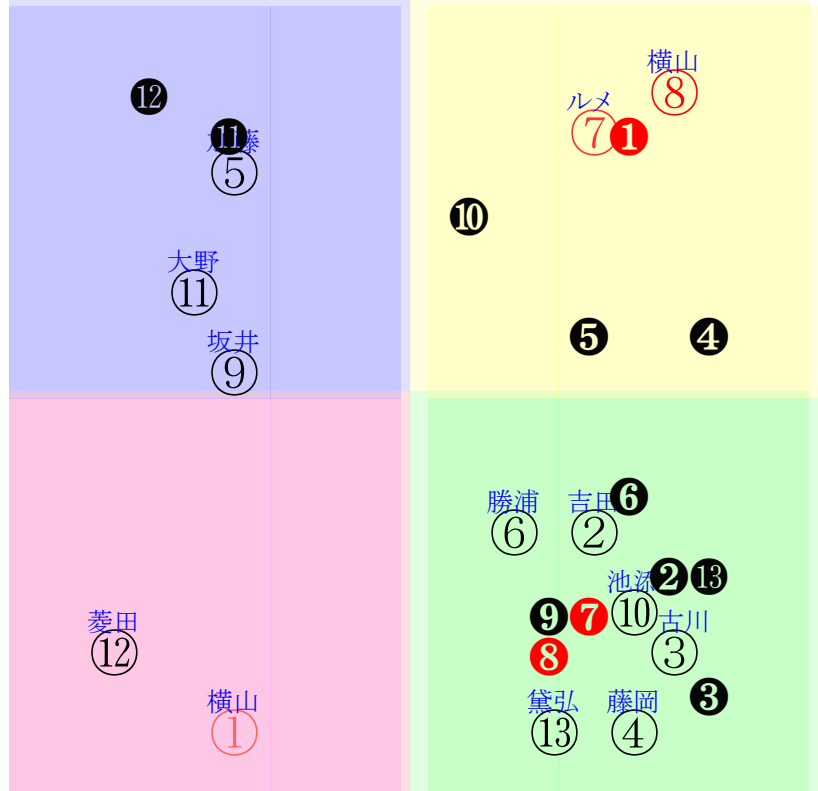 横山
⑧
⓬
ルメ
⑦
❶
⓫
藤
⑤
❿
大野
⑪
坂井
⑨
❺
❹
勝浦
⑥
吉田
②
❻
池添
⑩
❷
⓭
❾
❼
古川
③
菱田
⑫
❽
横山
①
黛弘
⑬
藤岡
④
❸